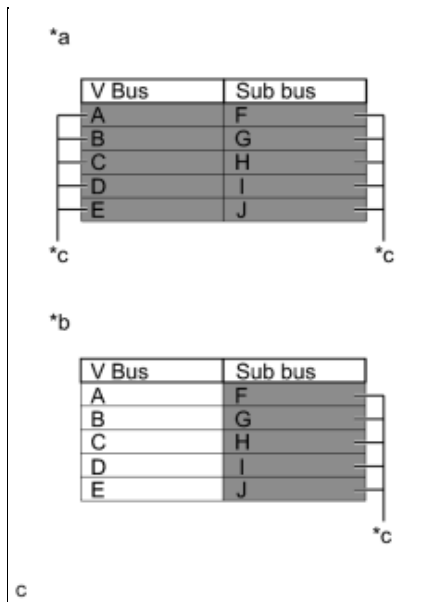 *a
V Bus Sub bus
A F
B G
C H
D I
E J
*c *c
*b
V Bus Sub bus
A F
B G
C H
D I
E J
*c
c